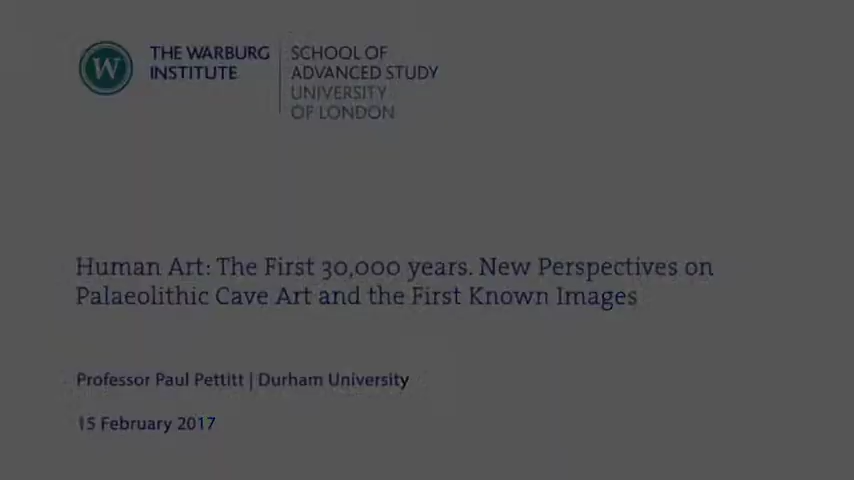 W
THE WARBURG
INSTITUTE
SCHOOL OF
ADVANCED STUDY
UNIVERSITY
OF LONDON
Human Art: The First 30,000 years. New Perspectives on
Palaeolithic Cave Art and the First Known Images
Professor Paul Pettitt | Durham University
15 February 2017